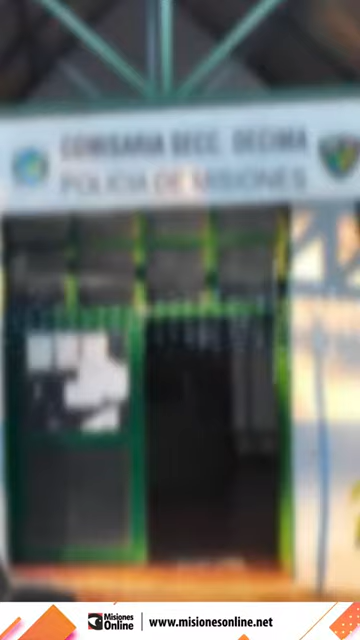 COMISARIA SECC. DECIMA
POLICIA DE MISIONES
Misiones
Online
www.misionesonline.net